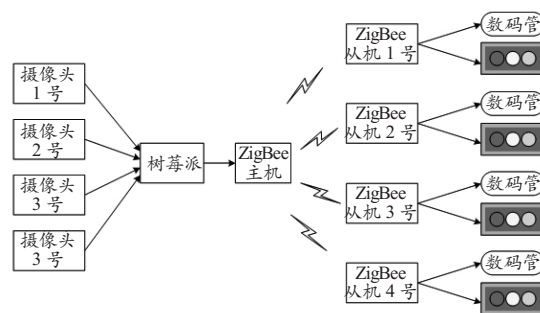 摄像头
1 号
摄像头
2 号
摄像头
3 号
摄像头
3 号
树莓派
ZigBee
主机
ZigBee
从机 1 号
数码管
ZigBee
从机 2 号
数码管
ZigBee
从机 3 号
数码管
ZigBee
从机 4 号
数码管